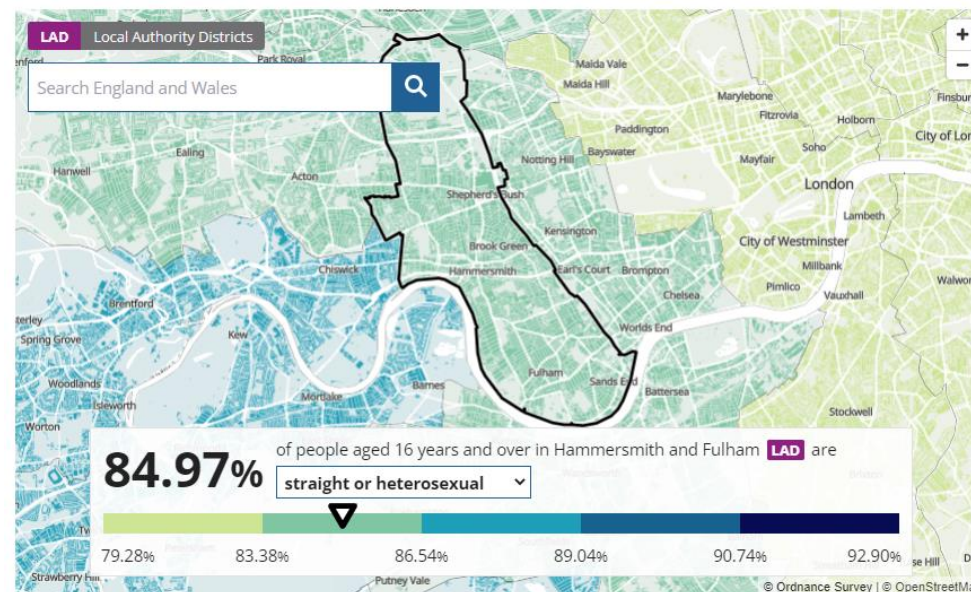 LAD Local Authority Districts
Search England and Wales
Park Royal
Maida Vale
Maida Hill
Marylebone
Fitzrovia
Holborn
Paddington
City of Lon
Soho
Ealing
Notting Hill
Bayswater
Mayfair
Hanwell
Acton
London
Shepherd's Bush
Lambeth
Kensington
City of Westminster
Brook Green
Chiswick
Hammersmith
Earl's Court
Brompton
Millbank
Pimlico
Vauxhall
Chelsea
Brentford
Worlds End
Spring Grove
Kew
Fulham
Sands End
Battersea
Woodlands
Barnes
Mortlake
Isleworth
Stockwell
Worton
84.97% of people aged 16 years and over in Hammersmith and Fulham LAD are
straight or heterosexual
79.28% 83.38% 86.54% 89.04% 90.74% 92.90%
Strawberry Hill
Putney Vale
© Ordnance Survey | © OpenStreetMa